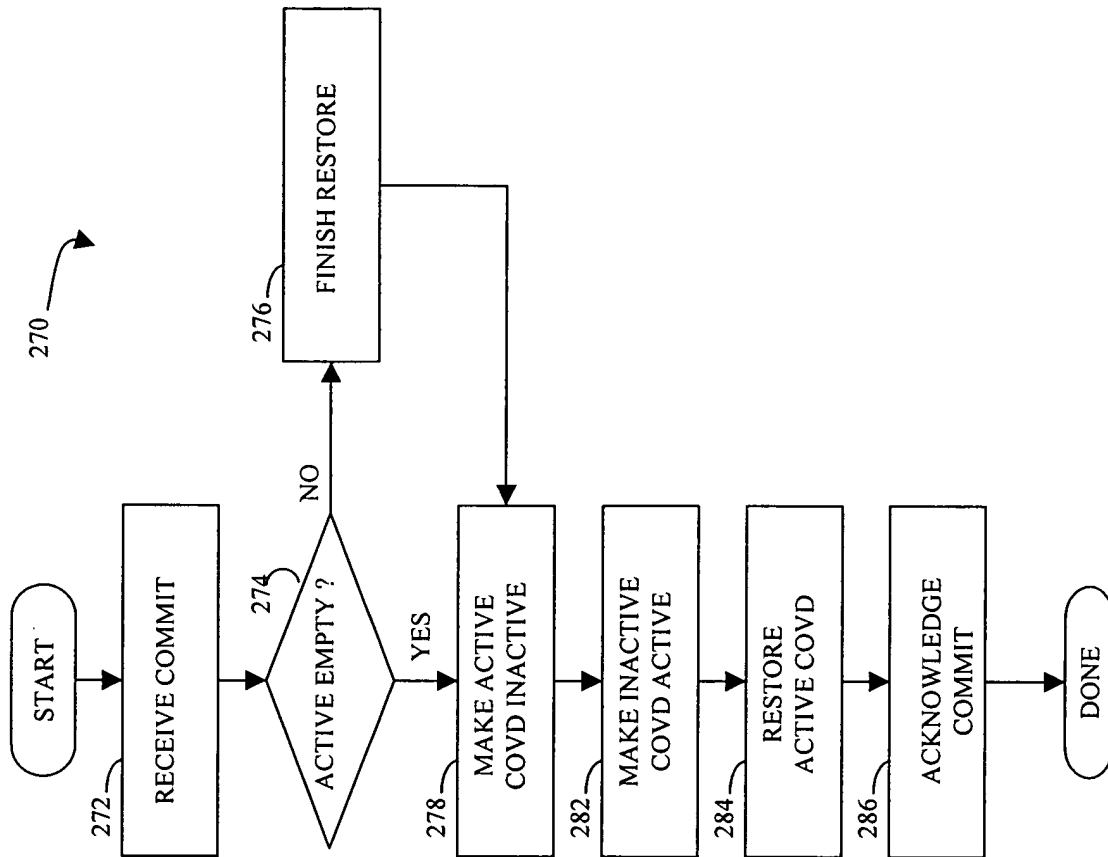 270
START
272
RECEIVE COMMIT
274
ACTIVE EMPTY ?
NO
276
FINISH RESTORE
YES
278
MAKE ACTIVE
COVD INACTIVE
282
MAKE INACTIVE
COVD ACTIVE
284
RESTORE
ACTIVE COVD
286
ACKNOWLEDGE
COMMIT
DONE